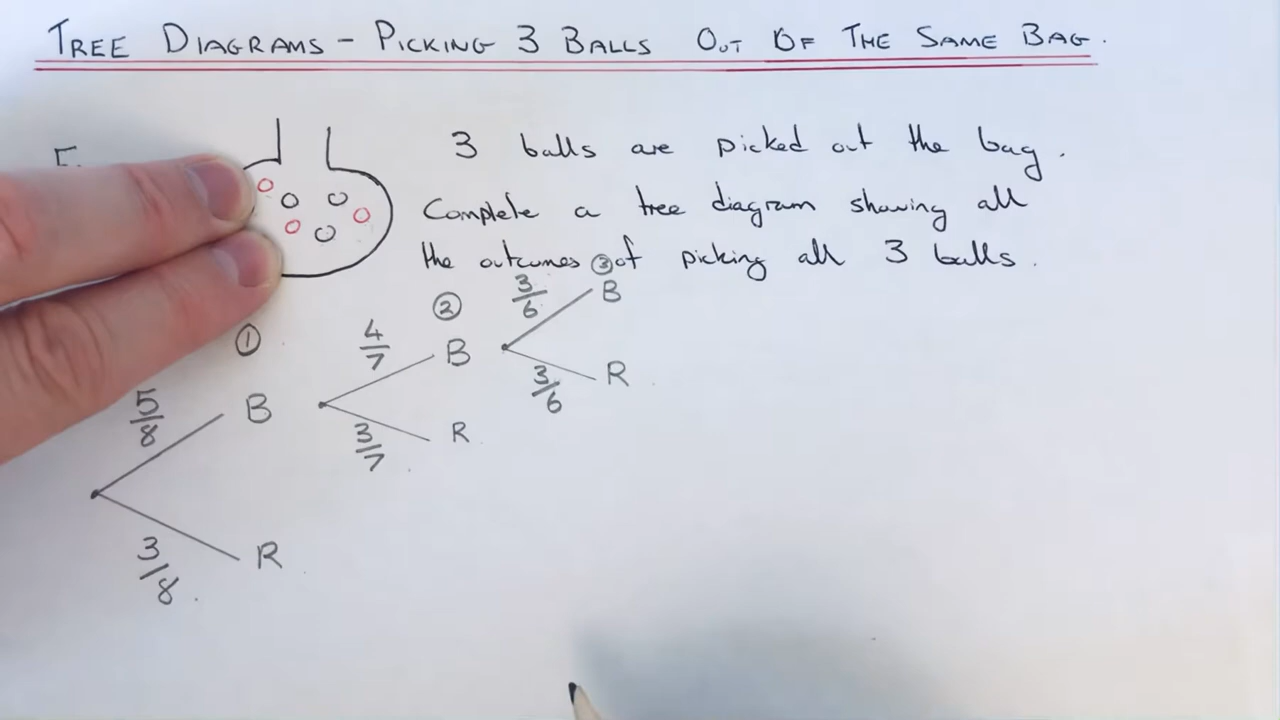 TREE DIAGRAMS - PICKING 3 BALLS OUT OF THE SAME BAG.
3 balls are picked out the bag.
Complete a tree diagram showing all
the outcomes of picking all 3 balls.
① ② ③
5/8 B 4/7 B 3/6 B
3/6 R
3/7 R
3/8 R